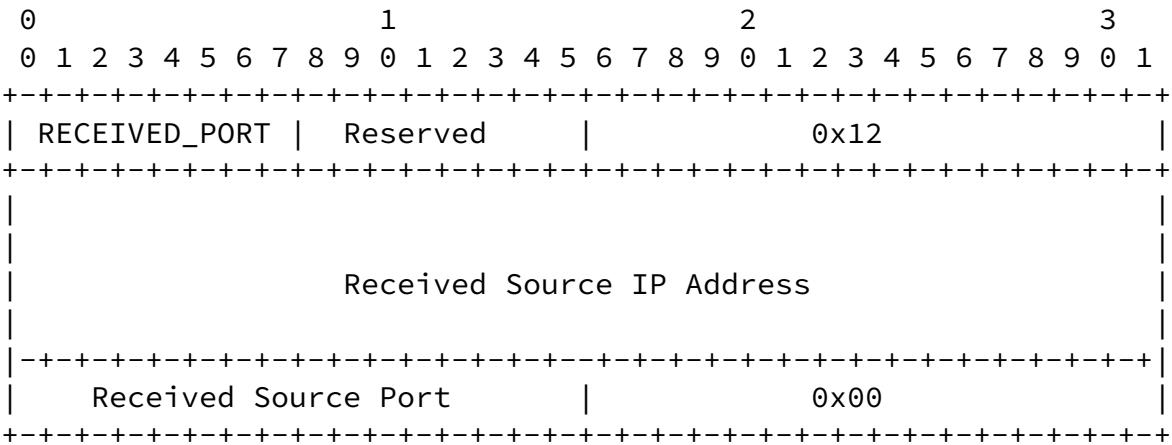 0 1 2 3
0 1 2 3 4 5 6 7 8 9 0 1 2 3 4 5 6 7 8 9 0 1 2 3 4 5 6 7 8 9 0 1
+-+-+-+-+-+-+-+-+-+-+-+-+-+-+-+-+-+-+-+-+-+-+-+-+-+-+-+-+-+-+-+-+
| RECEIVED_PORT | Reserved | 0x12 |
+-+-+-+-+-+-+-+-+-+-+-+-+-+-+-+-+-+-+-+-+-+-+-+-+-+-+-+-+-+-+-+-+
| |
| |
| Received Source IP Address |
| |
|-+-+-+-+-+-+-+-+-+-+-+-+-+-+-+--+-+-+-+-+-+-+-+-+-+-+-+-+-+-+-+|
| Received Source Port | 0x00 |
+-+-+-+-+-+-+-+-+-+-+-+-+-+-+-+-+-+-+-+-+-+-+-+-+-+-+-+-+-+-+-+-+